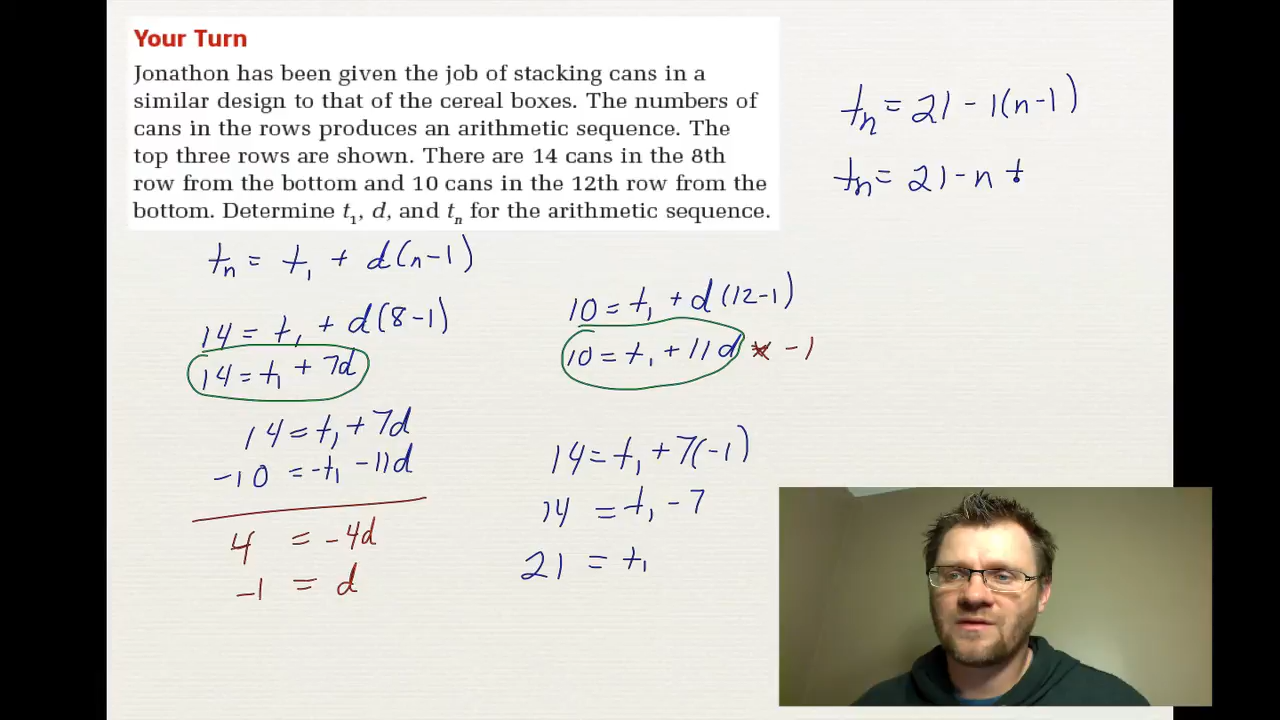 Your Turn
Jonathon has been given the job of stacking cans in a
similar design to that of the cereal boxes. The numbers of
cans in the rows produces an arithmetic sequence. The
top three rows are shown. There are 14 cans in the 8th
row from the bottom and 10 cans in the 12th row from the
bottom. Determine t₁, d, and tₙ for the arithmetic sequence.
tₙ = t₁ + d(n-1)
14 = t₁ + d(8-1)
14 = t₁ + 7d
14 = t₁ + 7d
-10 = -t₁ - 11d
4 = -4d
-1 = d
10 = t₁ + d(12-1)
10 = t₁ + 11d * -1
14 = t₁ + 7(-1)
14 = t₁ - 7
21 = t₁
tₙ = 21 - 1(n-1)
tₙ = 21 - n +